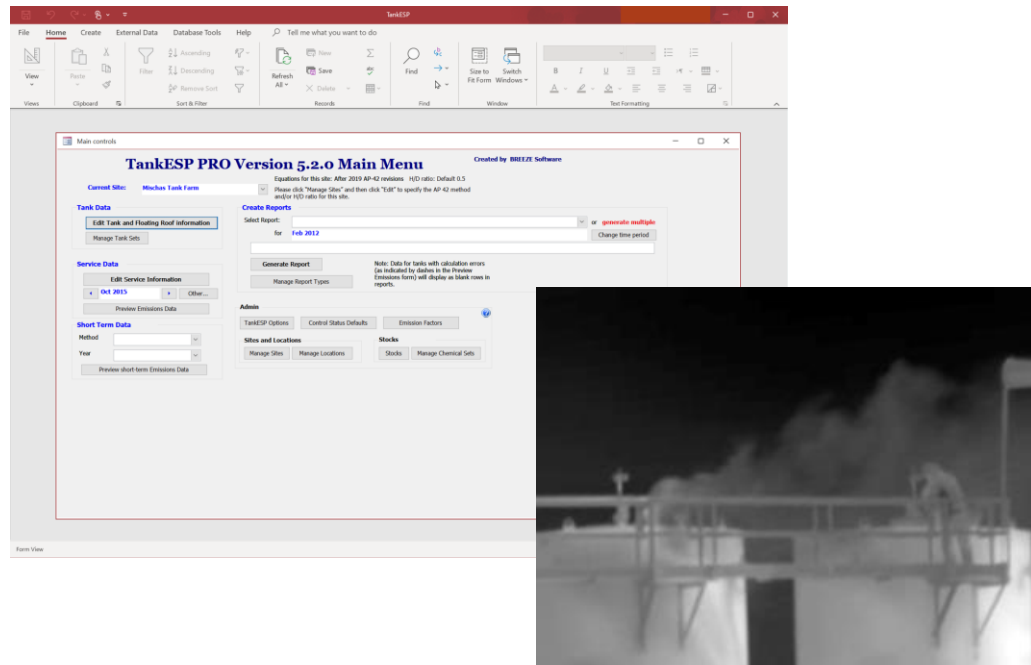 TankESP
File Home Create External Data Database Tools Help Tell me what you want to do
View
Paste
Filter
Ascending
Descending
Remove Sort
Refresh All
New
Save
Delete
Find
Size to Fit Form
Switch Windows
B I U
A
Views Clipboard Sort & Filter Records Find Window Text Formatting
Main controls
TankESP PRO Version 5.2.0 Main Menu
Created by BREEZE Software
Equations for this site: After 2019 AP-42 revisions H/D ratio: Default 0.5
Current Site: Mischas Tank Farm
Please click "Manage Sites" and then click "Edit" to specify the AP-42 method
and/or H/D ratio for this site.
Tank Data
Edit Tank and Floating Roof information
Manage Tank Sets
Create Reports
Select Report:
or generate multiple
for Feb 2012
Change time period
Generate Report
Manage Report Types
Note: Data for tanks with calculation errors
(as indicated by dashes in the Preview
Emissions form) will display as blank rows in
reports.
Service Data
Edit Service Information
Oct 2015 Other...
Preview Emissions Data
Short Term Data
Method
Year
Preview short-term Emissions Data
Admin
TankESP Options Control Status Defaults Emission Factors
Sites and Locations
Manage Sites Manage Locations
Stocks
Stocks Manage Chemical Sets
Form View